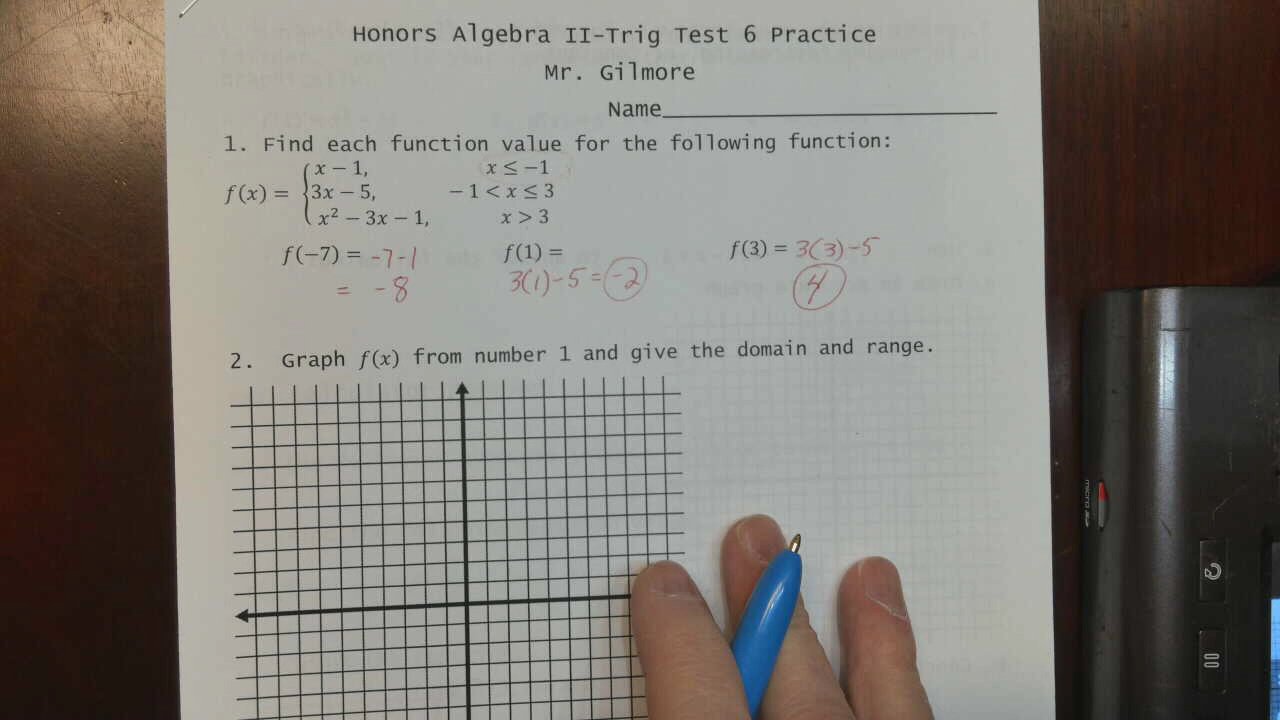 Honors Algebra II-Trig Test 6 Practice
Mr. Gilmore
Name
1. Find each function value for the following function:
x − 1, x ≤ −1
f(x) = { 3x − 5, − 1 < x ≤ 3
x² − 3x − 1, x > 3
f(−7) = -7-1 f(1) = f(3) = 3(3)-5
= -8 3(1)-5 = -2 4
2. Graph f(x) from number 1 and give the domain and range.
micro